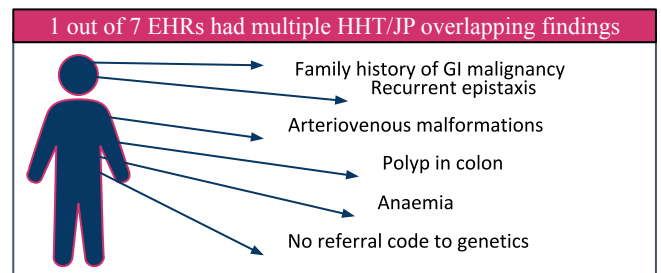 1 out of 7 EHRs had multiple HHT/JP overlapping findings
Family history of GI malignancy
Recurrent epistaxis
Arteriovenous malformations
Polyp in colon
Anaemia
No referral code to genetics